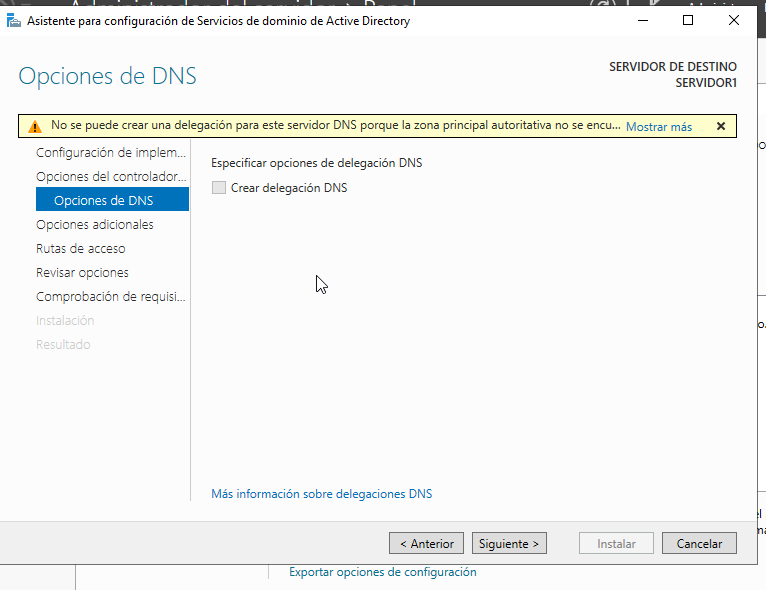 Asistente para configuración de Servicios de dominio de Active Directory
Opciones de DNS
SERVIDOR DE DESTINO
SERVIDOR1
No se puede crear una delegación para este servidor DNS porque la zona principal autoritativa no se encu... Mostrar más
Configuración de implem...
Opciones del controlador...
Opciones de DNS
Opciones adicionales
Rutas de acceso
Revisar opciones
Comprobación de requisi...
Instalación
Resultado
Especificar opciones de delegación DNS
Crear delegación DNS
Más información sobre delegaciones DNS
< Anterior
Siguiente >
Instalar
Cancelar
Exportar opciones de configuración